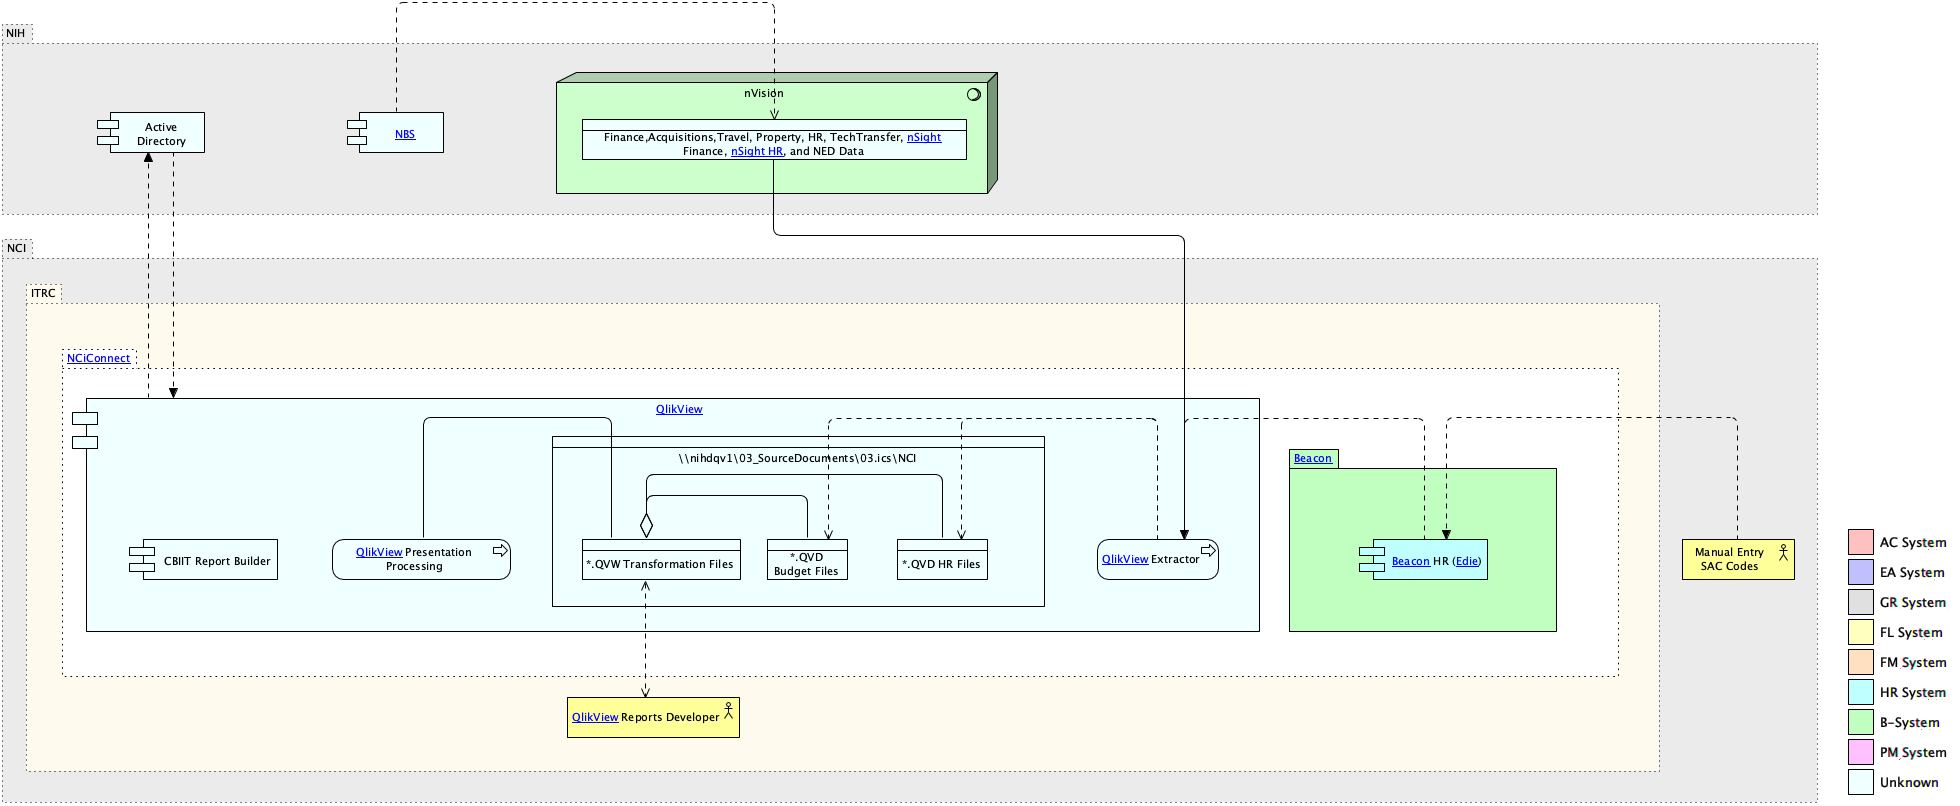 NIH
nVision
Active
Directory
NBS
Finance,Acquisitions,Travel, Property, HR, TechTransfer, nSight
Finance, nSight HR, and NED Data
NCI
ITRC
NCiConnect
QlikView
\\nihdqv1\03_SourceDocuments\03.ics\NCI
Beacon
CBIIT Report Builder
QlikView Presentation
Processing
*.QVW Transformation Files
*.QVD
Budget Files
*.QVD HR Files
QlikView Extractor
Beacon HR (Edie)
Manual Entry
SAC Codes
QlikView Reports Developer
AC System
EA System
GR System
FL System
FM System
HR System
B-System
PM System
Unknown